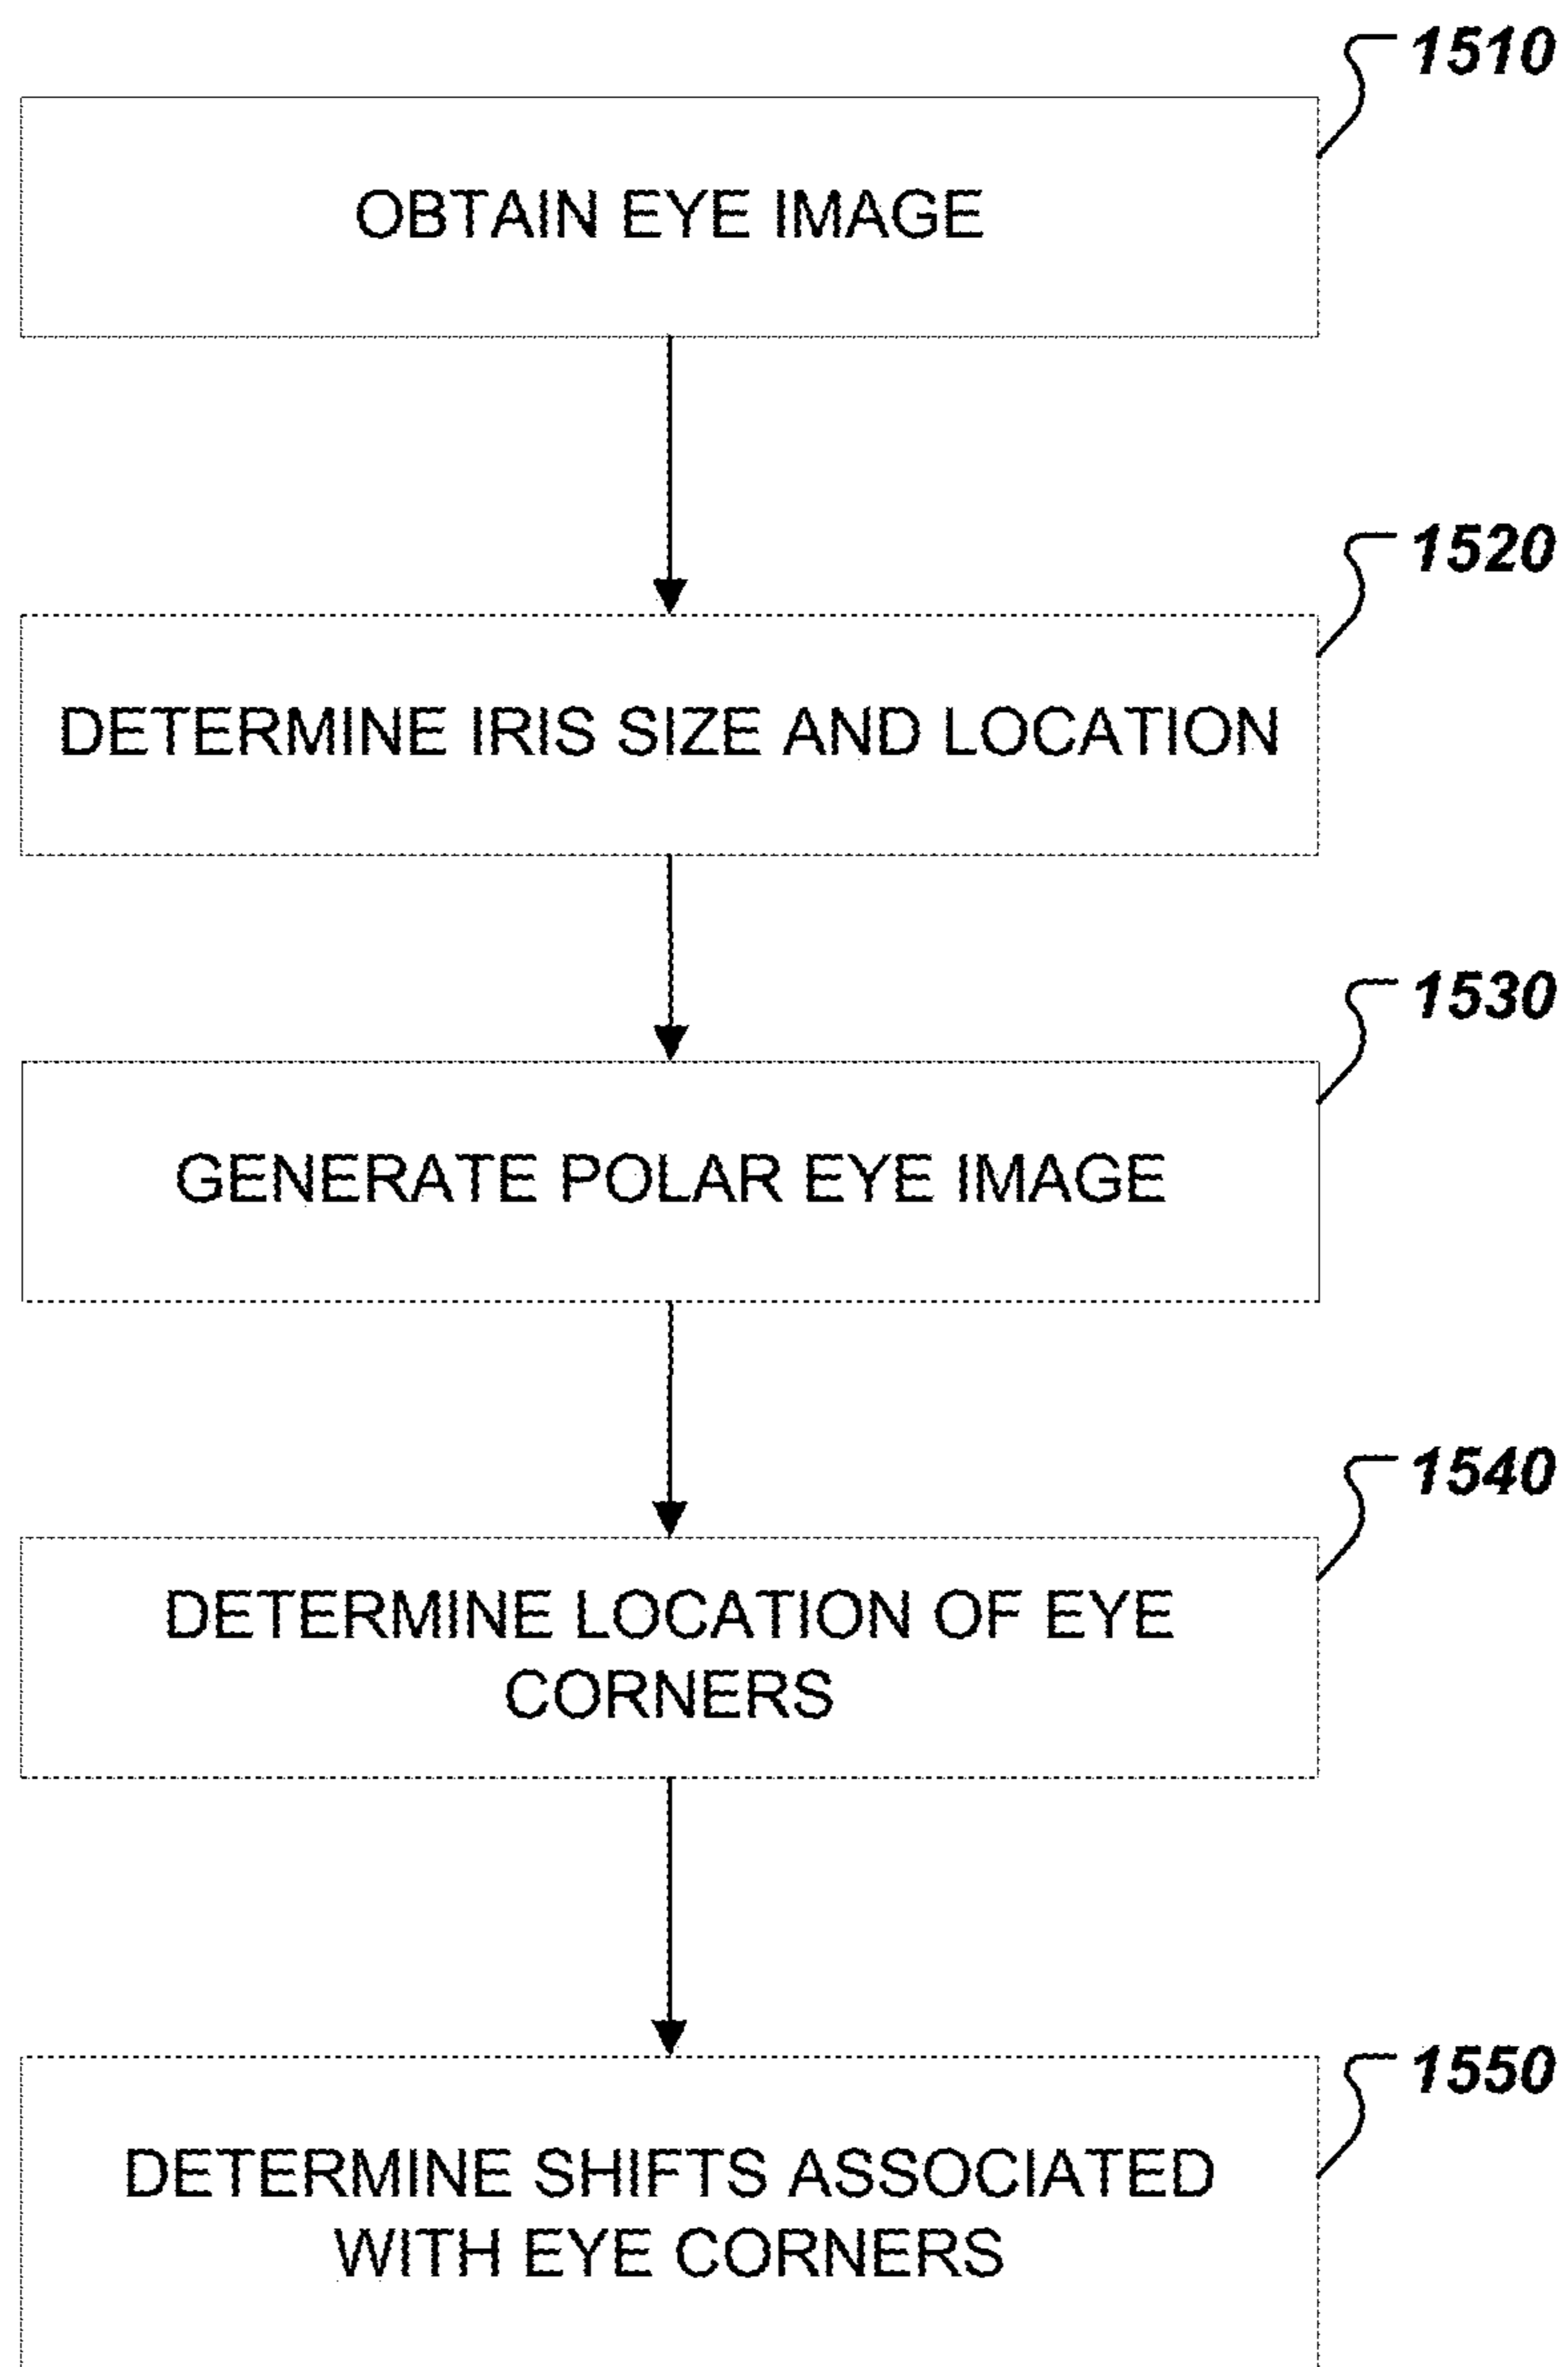 1510
OBTAIN EYE IMAGE
1520
DETERMINE IRIS SIZE AND LOCATION
1530
GENERATE POLAR EYE IMAGE
1540
DETERMINE LOCATION OF EYE
CORNERS
1550
DETERMINE SHIFTS ASSOCIATED
WITH EYE CORNERS